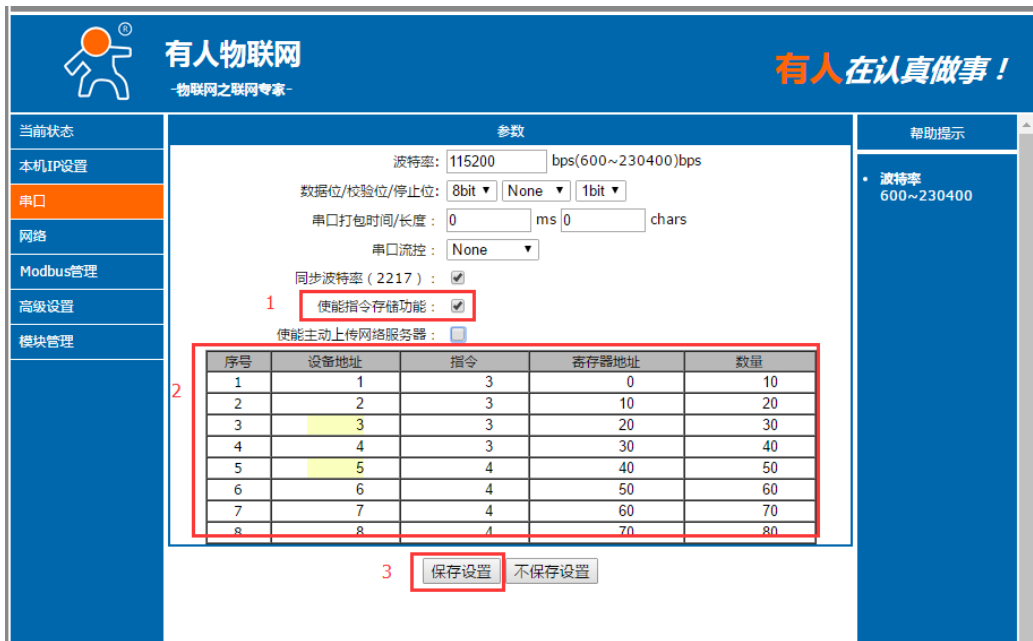 ®
有人物联网
-物联网之联网专家-
有人在认真做事！
当前状态
本机IP设置
串口
网络
Modbus管理
高级设置
模块管理
参数
波特率: 115200 bps(600~230400)bps
数据位/校验位/停止位: 8bit None 1bit
串口打包时间/长度： 0 ms 0 chars
串口流控： None
同步波特率（2217）：
1 使能指令存储功能：
使能主动上传网络服务器：
2
序号 设备地址 指令 寄存器地址 数量
1 1 3 0 10
2 2 3 10 20
3 3 3 20 30
4 4 3 30 40
5 5 4 40 50
6 6 4 50 60
7 7 4 60 70
8 8 4 70 80
3 保存设置 不保存设置
帮助提示
• 波特率
600~230400